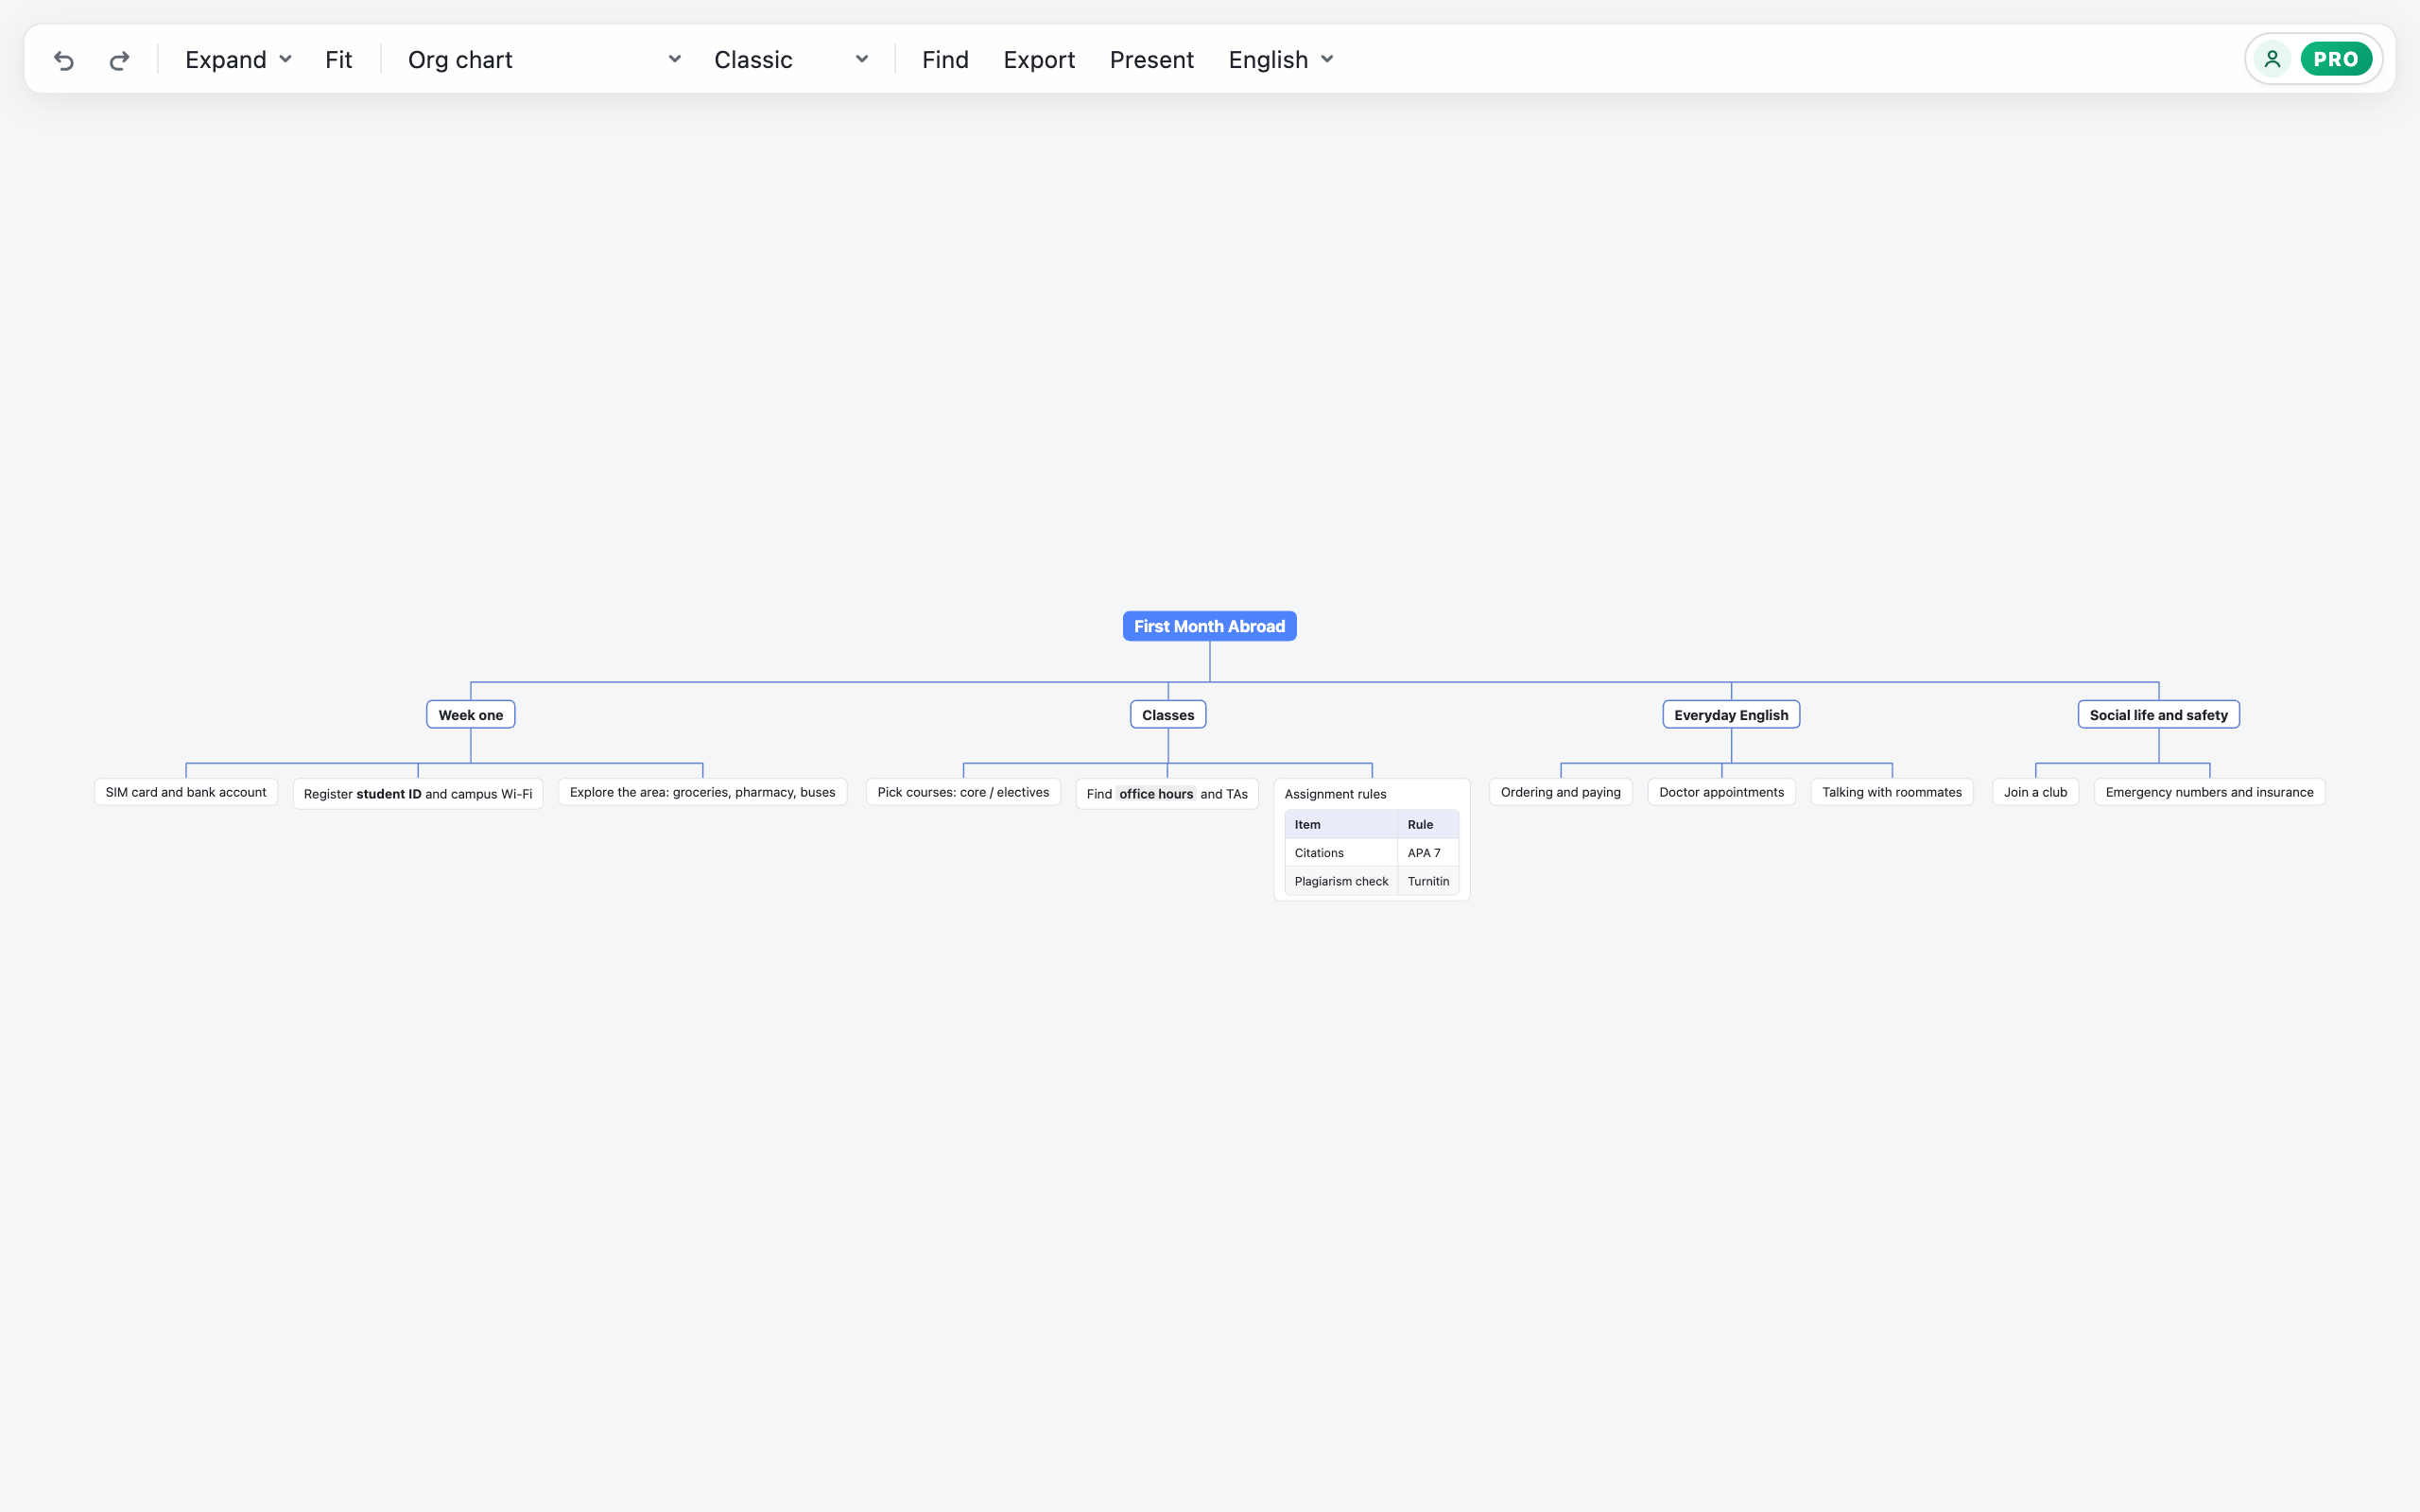 Expand
Fit
Org chart
Classic
Find
Export
Present
English
PRO
First Month Abroad
Week one
Classes
Everyday English
Social life and safety
SIM card and bank account
Register student ID and campus Wi-Fi
Explore the area: groceries, pharmacy, buses
Pick courses: core / electives
Find office hours and TAs
Assignment rules
Item Rule
Citations APA 7
Plagiarism check Turnitin
Ordering and paying
Doctor appointments
Talking with roommates
Join a club
Emergency numbers and insurance